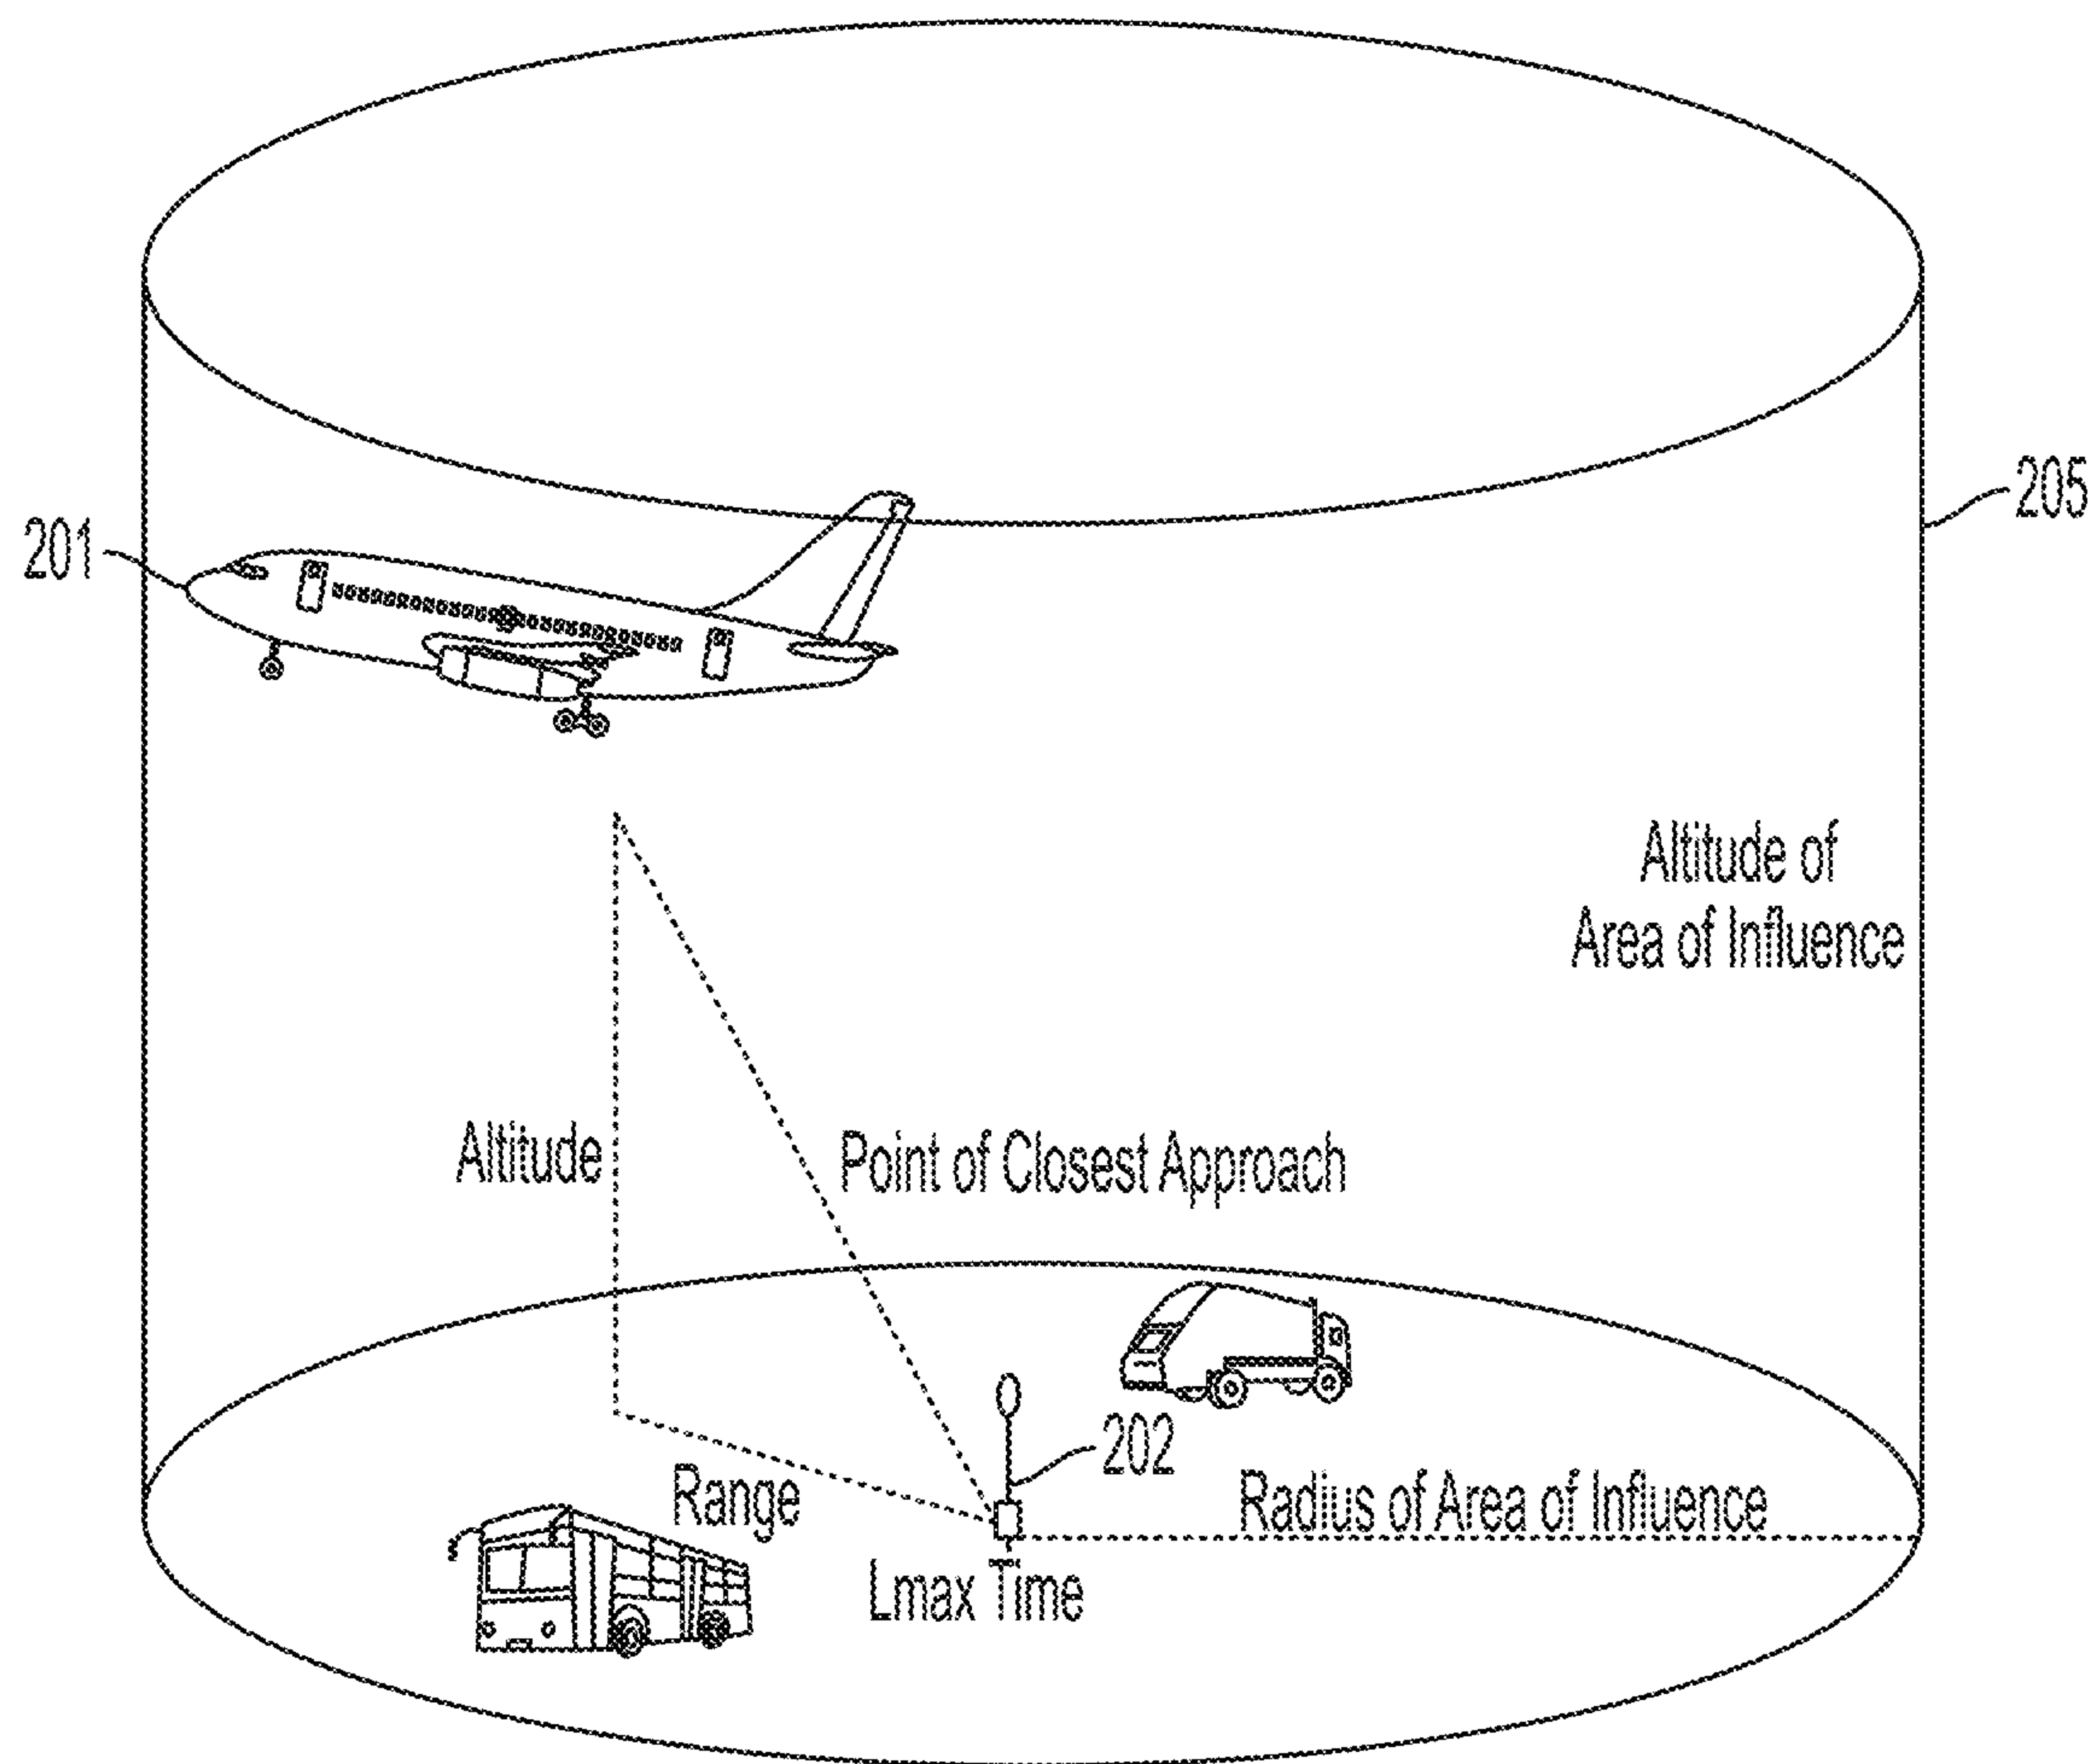 205
201
Altitude of
Area of Influence
Altitude
Point of Closest Approach
202
Range
Radius of Area of Influence
Lmax Time